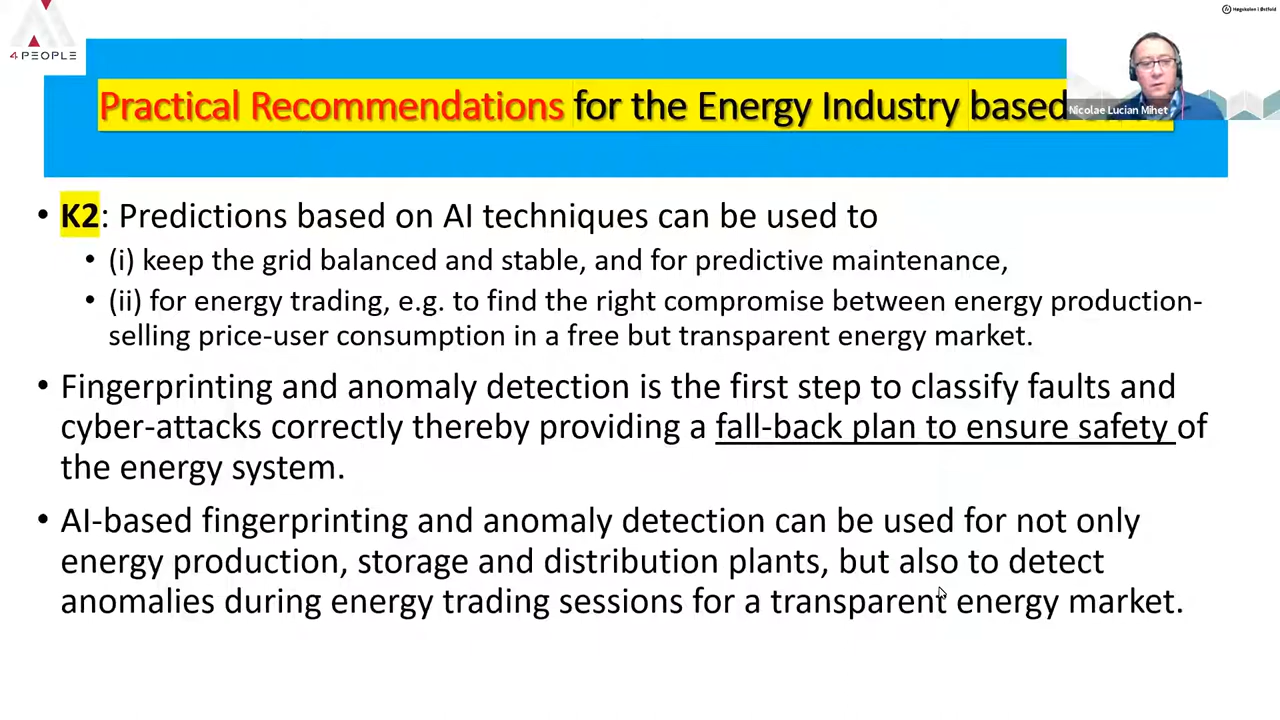 4PEOPLE
Høgskolen i Østfold
Practical Recommendations for the Energy Industry based
Nicolae Lucian Mihet
• K2: Predictions based on AI techniques can be used to
• (i) keep the grid balanced and stable, and for predictive maintenance,
• (ii) for energy trading, e.g. to find the right compromise between energy production-
selling price-user consumption in a free but transparent energy market.
• Fingerprinting and anomaly detection is the first step to classify faults and
cyber-attacks correctly thereby providing a fall-back plan to ensure safety of
the energy system.
• AI-based fingerprinting and anomaly detection can be used for not only
energy production, storage and distribution plants, but also to detect
anomalies during energy trading sessions for a transparent energy market.